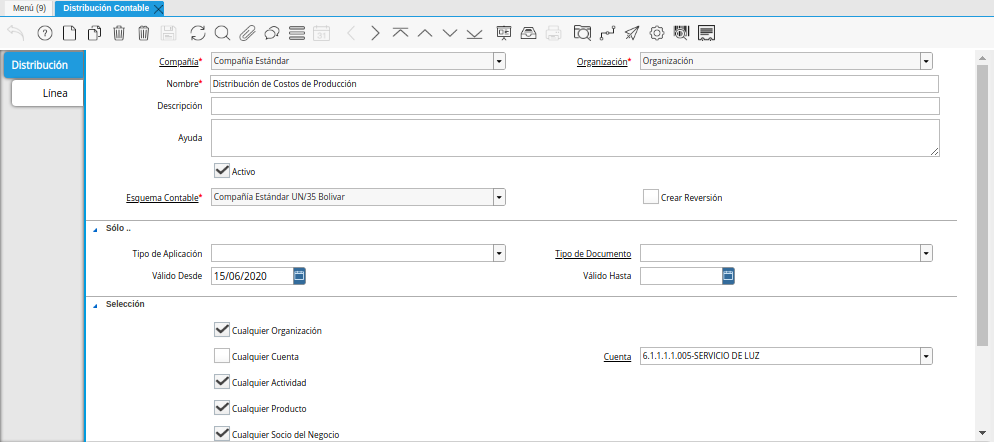 Menú (9) Distribución Contable
Distribución
Línea
Compañía* Compañía Estándar Organización* Organización
Nombre* Distribución de Costos de Producción
Descripción
Ayuda
Activo
Esquema Contable* Compañía Estándar UN/35 Bolivar Crear Reversión
Sólo ..
Tipo de Aplicación Tipo de Documento
Válido Desde 15/06/2020 Válido Hasta
Selección
Cualquier Organización
Cualquier Cuenta Cuenta 6.1.1.1.1.005-SERVICIO DE LUZ
Cualquier Actividad
Cualquier Producto
Cualquier Socio del Negocio